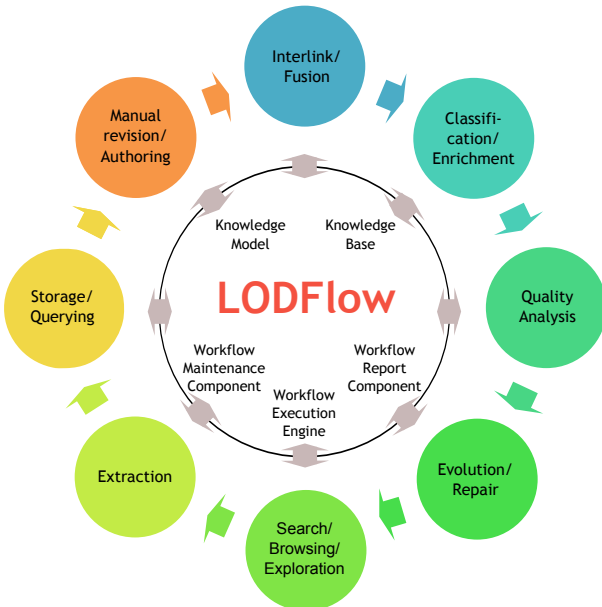 Interlink/
Fusion
Manual
revision/
Authoring
Classifi-
cation/
Enrichment
Knowledge
Model
Knowledge
Base
Storage/
Querying
LODFlow
Quality
Analysis
Workflow
Maintenance
Component
Workflow
Report
Component
Workflow
Execution
Engine
Extraction
Evolution/
Repair
Search/
Browsing/
Exploration